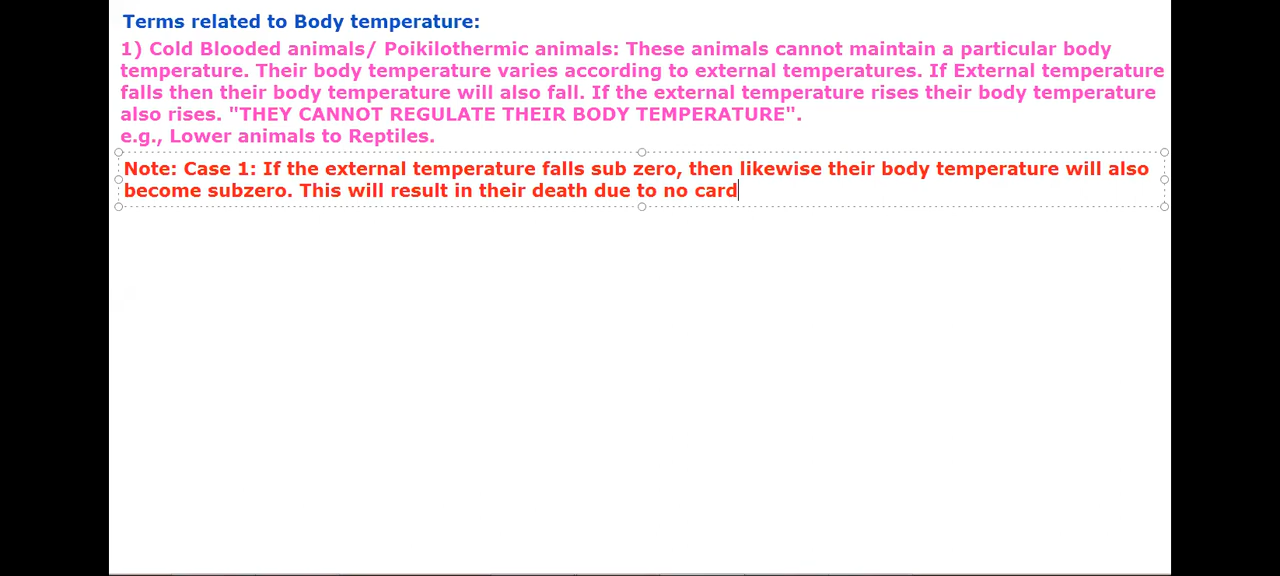 Terms related to Body temperature:
1) Cold Blooded animals/ Poikilothermic animals: These animals cannot maintain a particular body
temperature. Their body temperature varies according to external temperatures. If External temperature
falls then their body temperature will also fall. If the external temperature rises their body temperature
also rises. "THEY CANNOT REGULATE THEIR BODY TEMPERATURE".
e.g., Lower animals to Reptiles.
Note: Case 1: If the external temperature falls sub zero, then likewise their body temperature will also
become subzero. This will result in their death due to no card